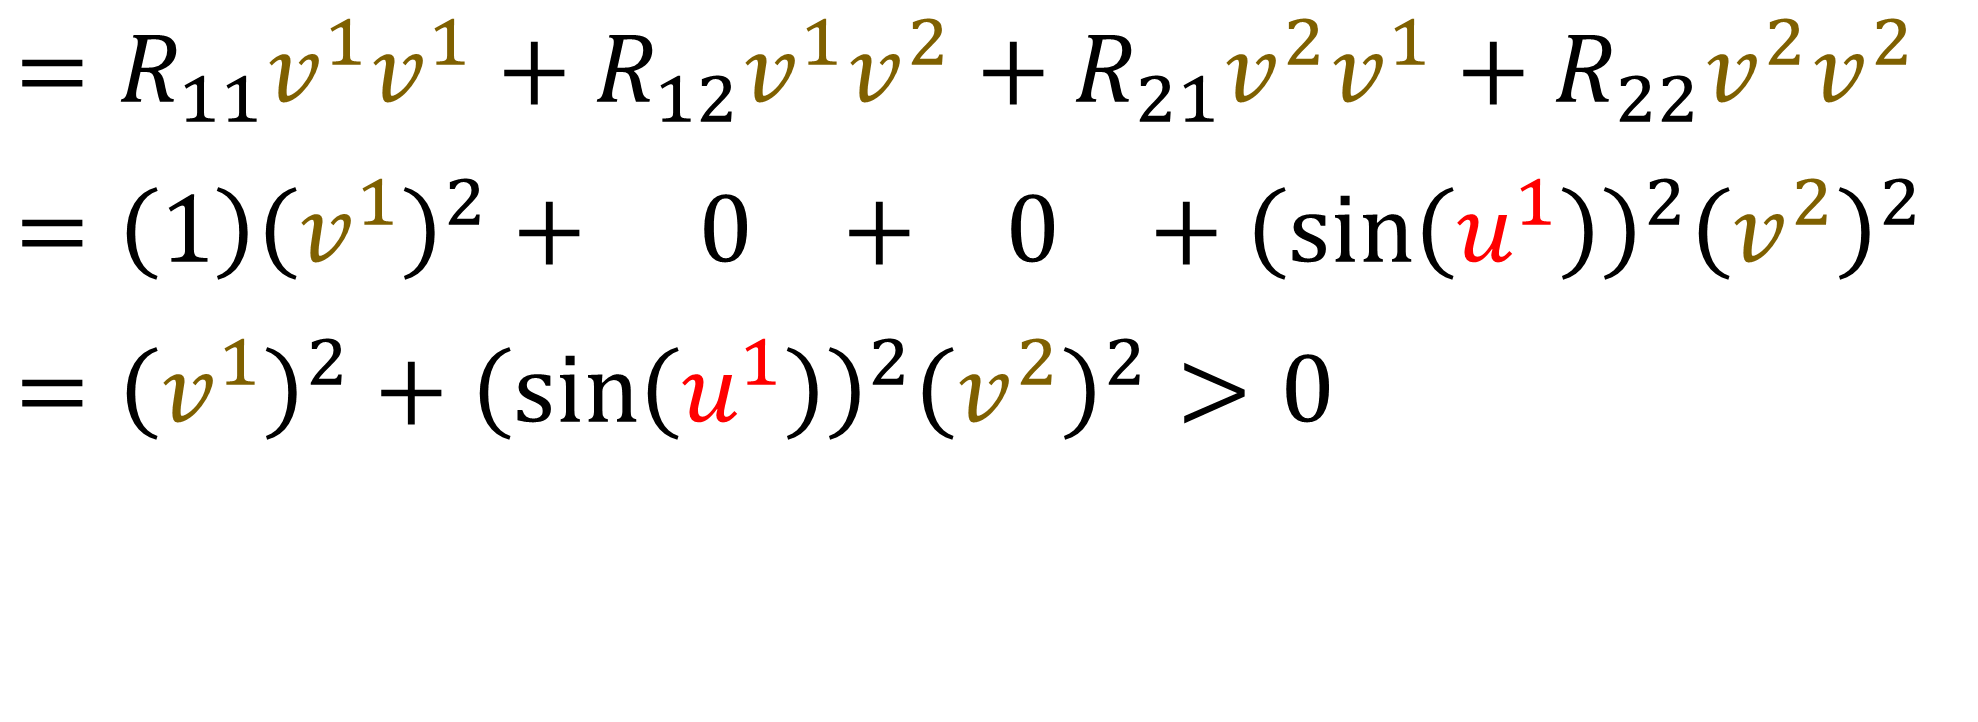 = R₁₁v¹v¹ + R₁₂v¹v² + R₂₁v²v¹ + R₂₂v²v²
= (1)(v¹)² + 0 + 0 + (sin(u¹))²(v²)²
= (v¹)² + (sin(u¹))²(v²)² > 0